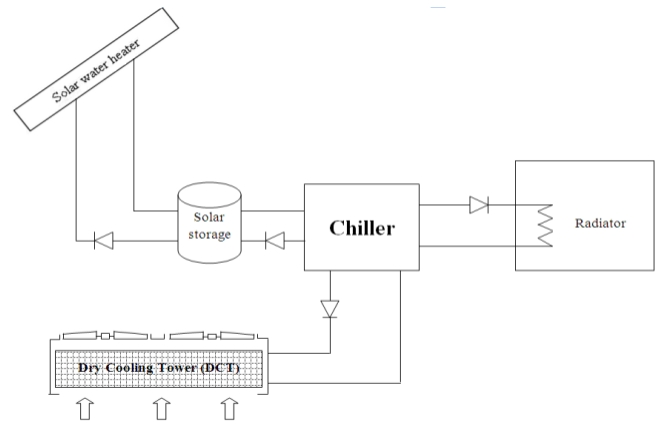 Solar water heater
Solar
storage
Chiller
Radiator
Dry Cooling Tower (DCT)